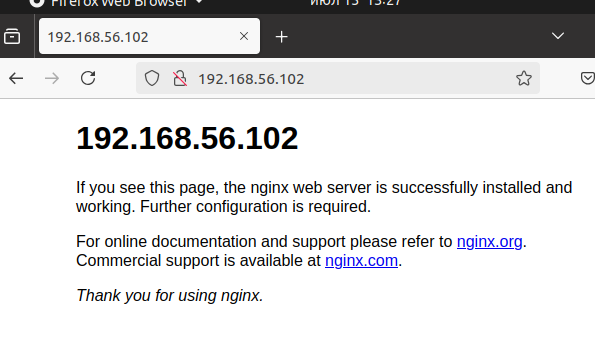 Firefox Web Browser
июл 15 13:27
192.168.56.102
192.168.56.102
192.168.56.102
If you see this page, the nginx web server is successfully installed and
working. Further configuration is required.
For online documentation and support please refer to nginx.org.
Commercial support is available at nginx.com.
Thank you for using nginx.